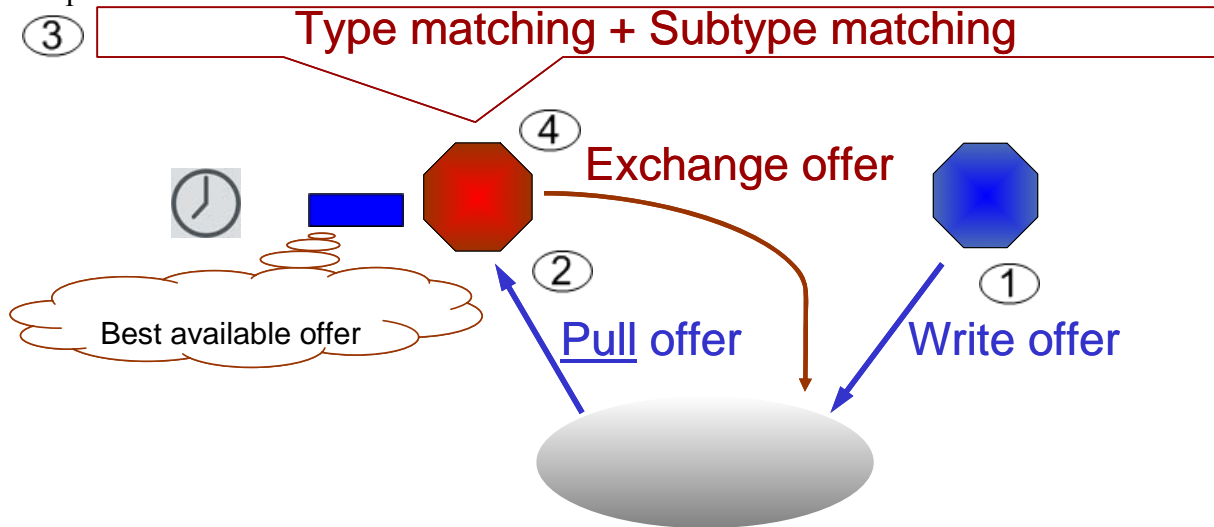 3
Type matching + Subtype matching
4
Exchange offer
2
1
Best available offer
Pull offer
Write offer